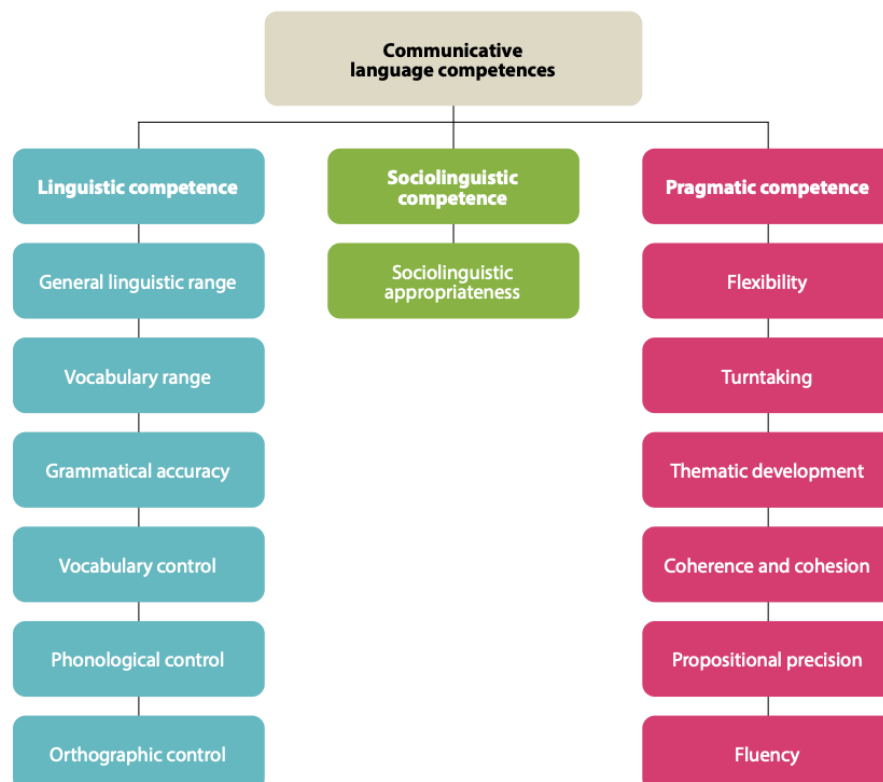 Communicative
language competences
Linguistic competence
General linguistic range
Vocabulary range
Grammatical accuracy
Vocabulary control
Phonological control
Orthographic control
Sociolinguistic
competence
Sociolinguistic
appropriateness
Pragmatic competence
Flexibility
Turntaking
Thematic development
Coherence and cohesion
Propositional precision
Fluency